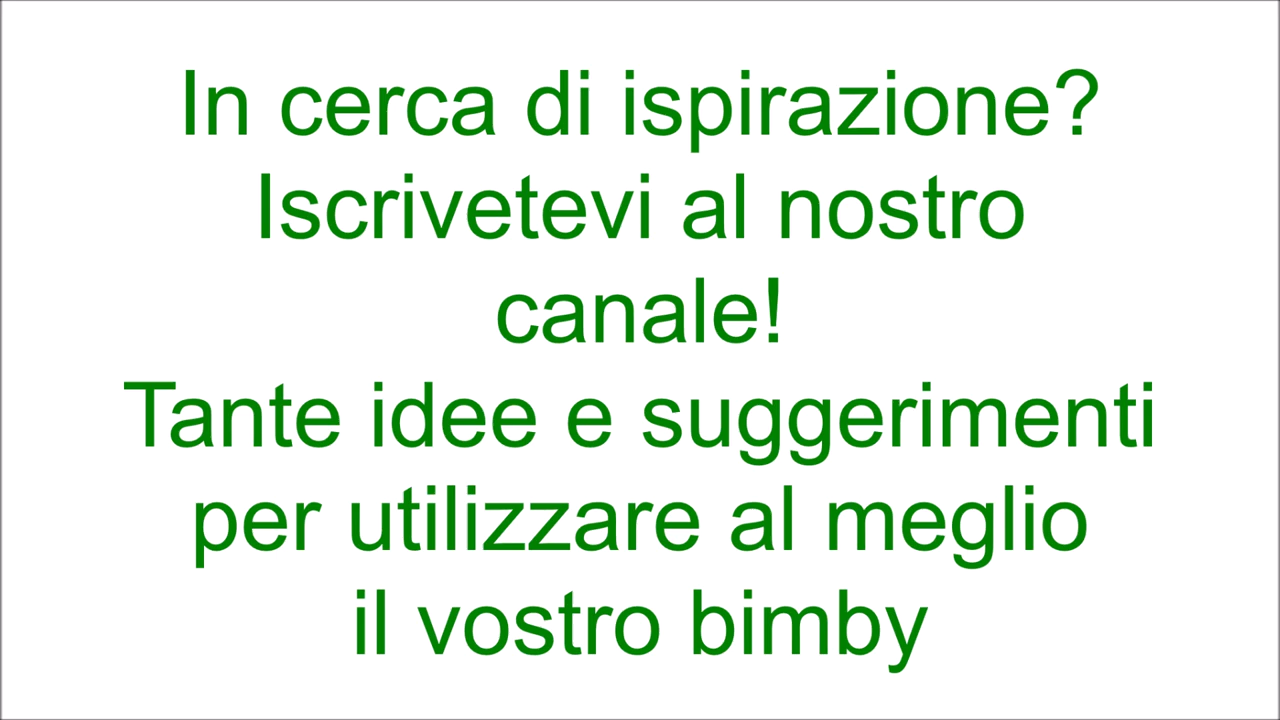 In cerca di ispirazione?
Iscrivetevi al nostro
canale!
Tante idee e suggerimenti
per utilizzare al meglio
il vostro bimby